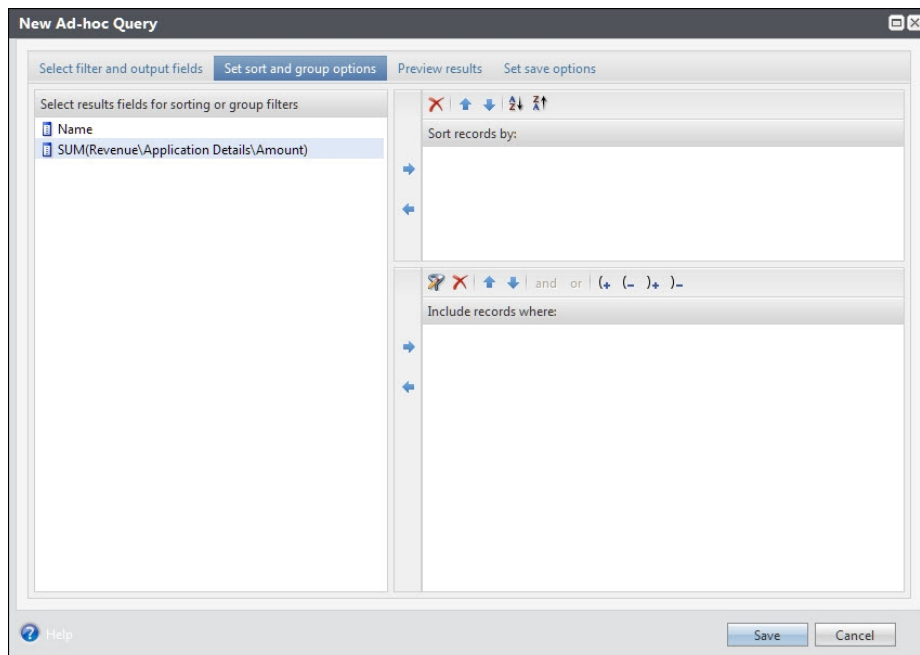 New Ad-hoc Query
Select filter and output fields Set sort and group options Preview results Set save options
Select results fields for sorting or group filters
Name
SUM(Revenue\Application Details\Amount)
A Z Z A
Sort records by:
and or (+ (- )+ )-
Include records where:
Help
Save Cancel